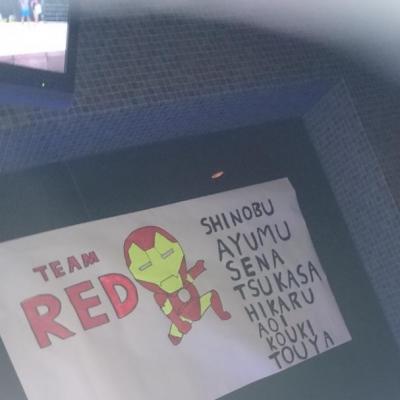 TEAM
RED
SHINOBU
AYUMU
SENA
TSUKASA
HIKARU
AOI
KOUKI
TOUYA